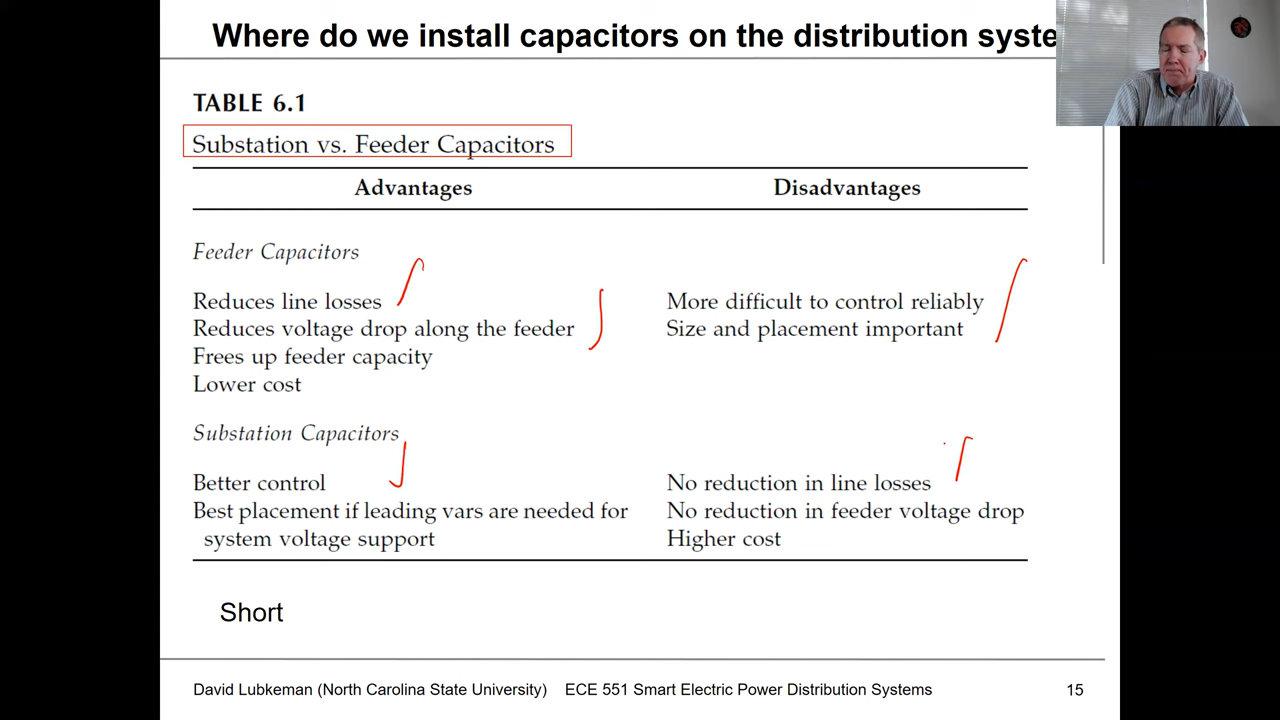 Where do we install capacitors on the distribution syste
TABLE 6.1
Substation vs. Feeder Capacitors
Advantages Disadvantages
Feeder Capacitors
Reduces line losses More difficult to control reliably
Reduces voltage drop along the feeder Size and placement important
Frees up feeder capacity
Lower cost
Substation Capacitors
Better control No reduction in line losses
Best placement if leading vars are needed for No reduction in feeder voltage drop
system voltage support Higher cost
Short
David Lubkeman (North Carolina State University) ECE 551 Smart Electric Power Distribution Systems 15